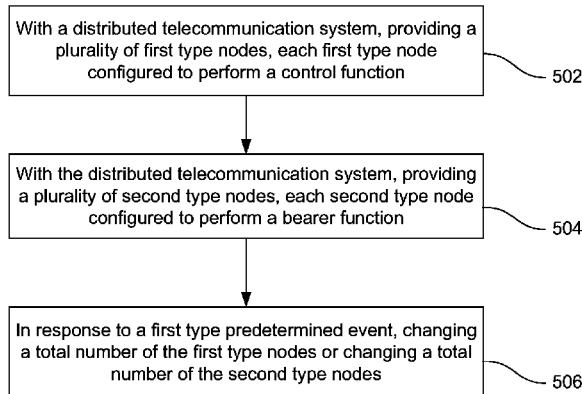 With a distributed telecommunication system, providing a
plurality of first type nodes, each first type node
configured to perform a control function
502
With the distributed telecommunication system, providing
a plurality of second type nodes, each second type node
configured to perform a bearer function
504
In response to a first type predetermined event, changing
a total number of the first type nodes or changing a total
number of the second type nodes
506